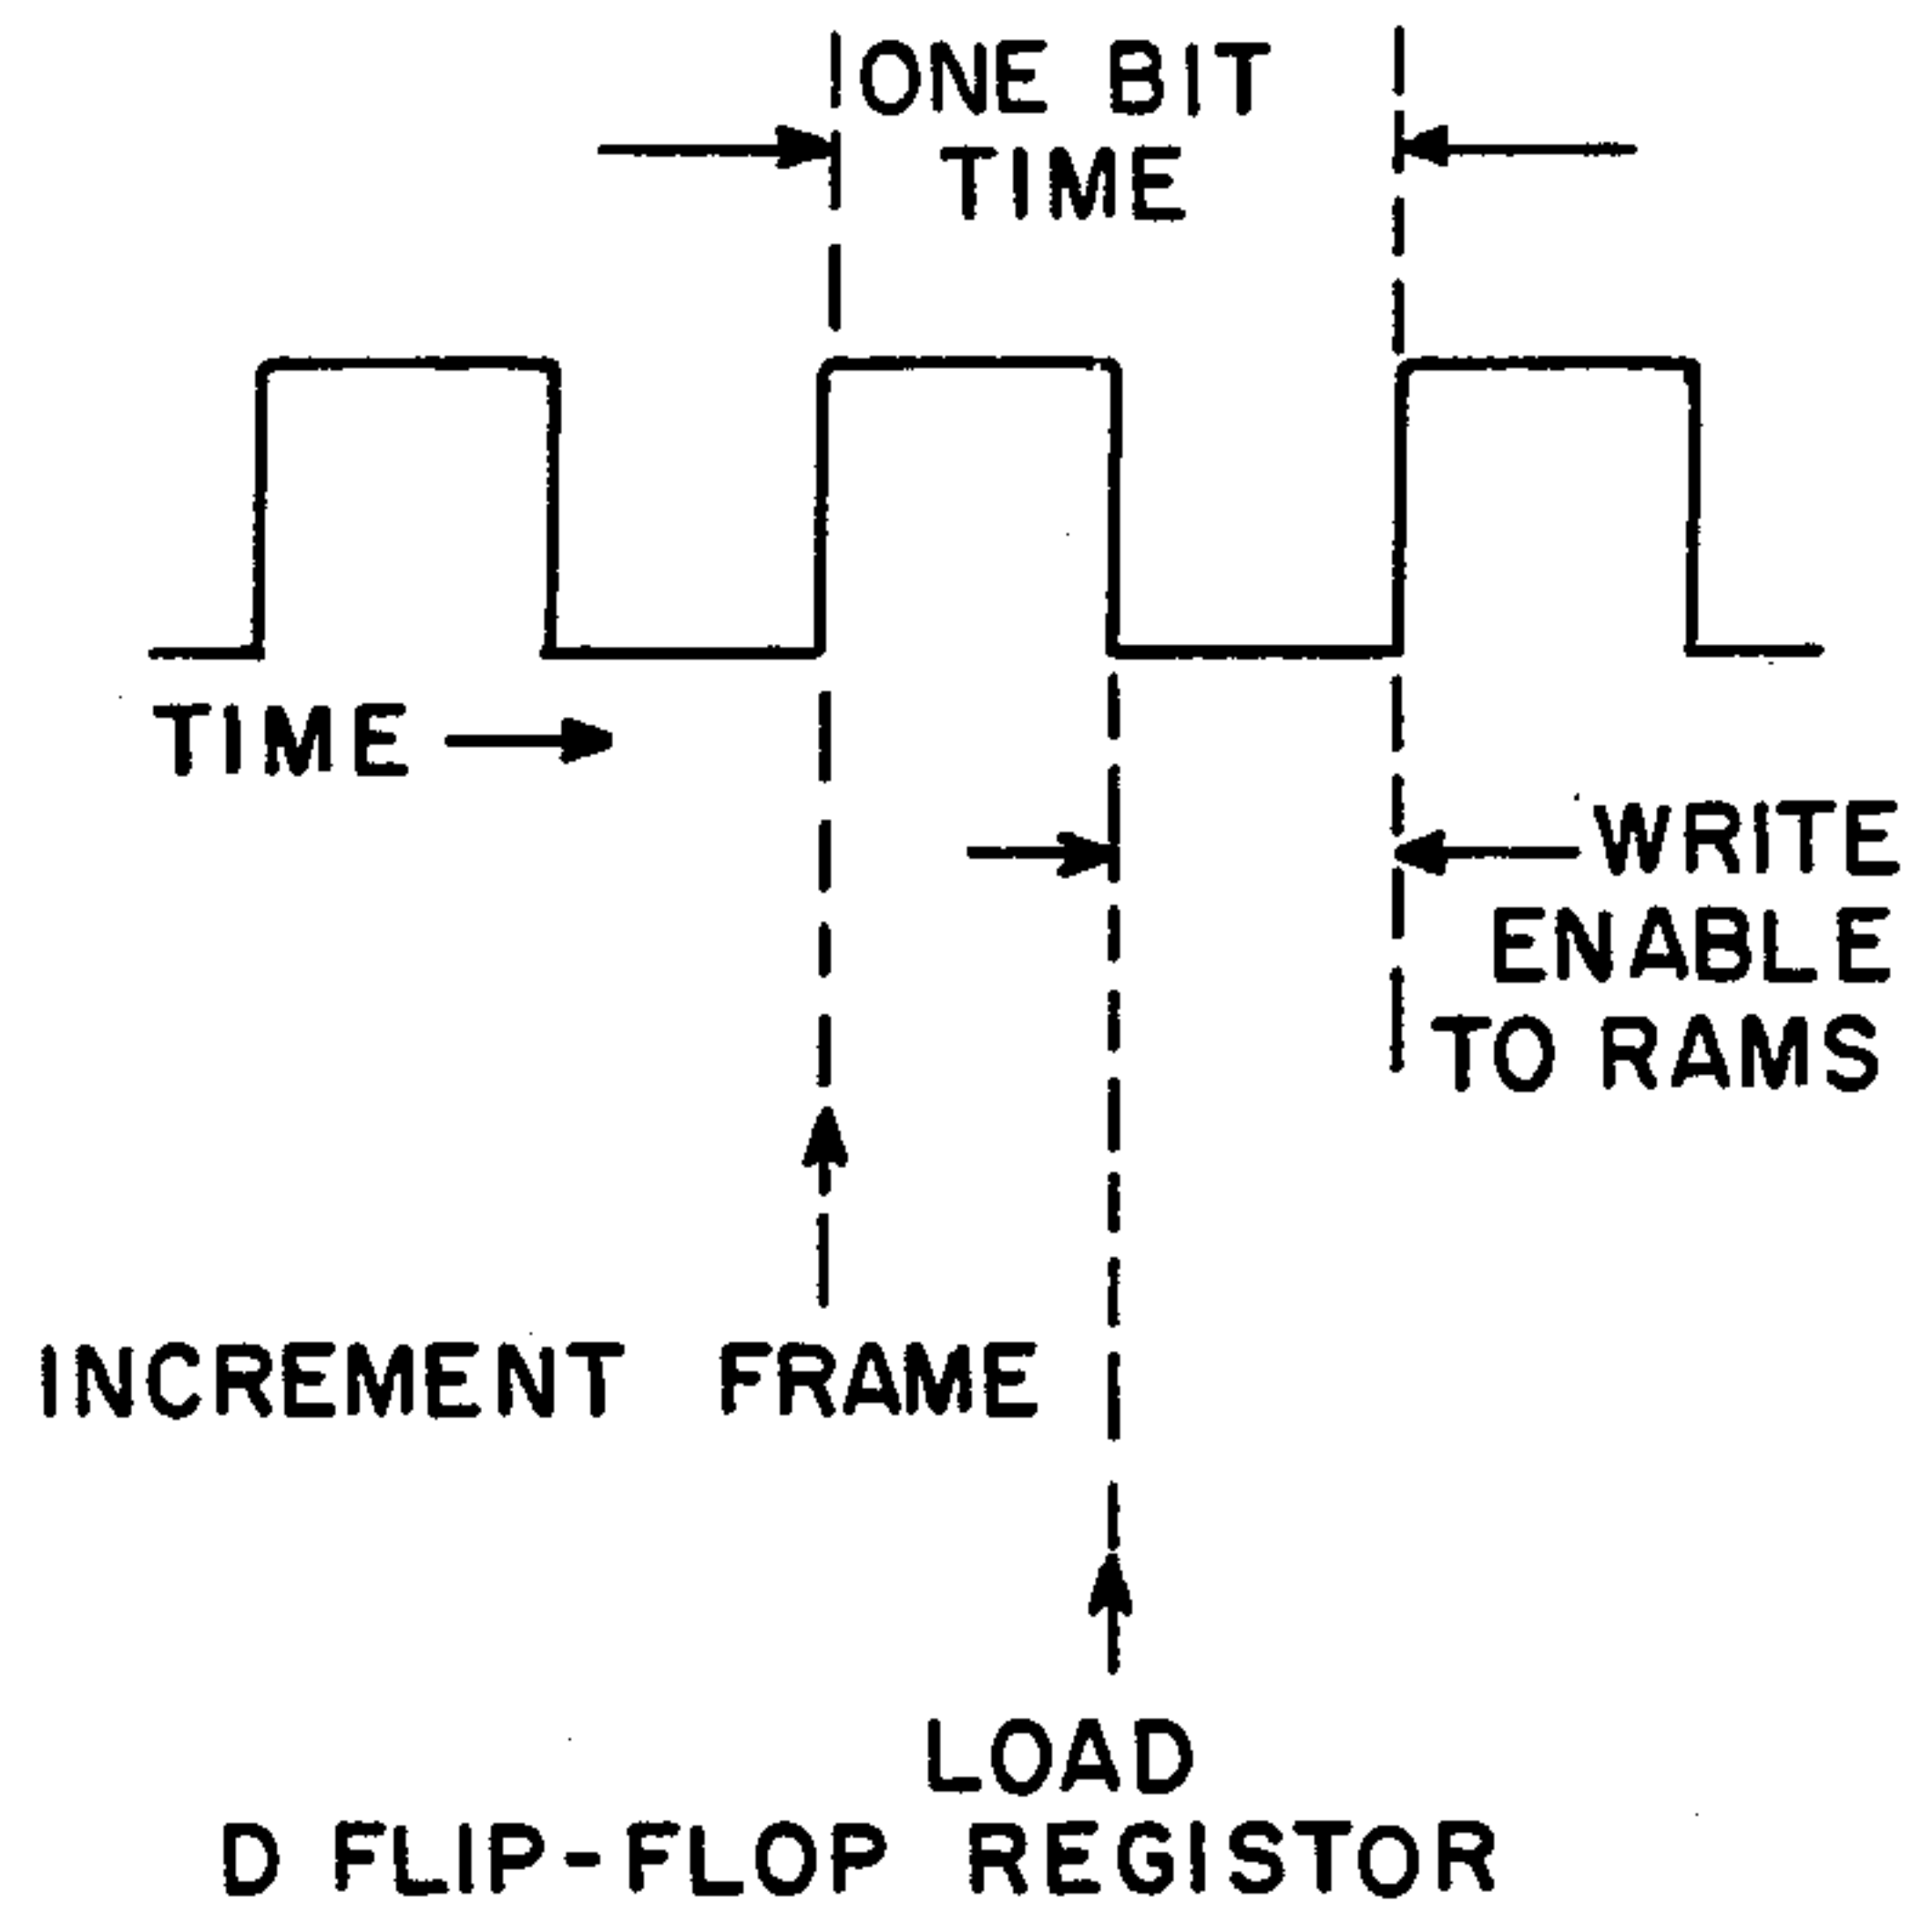 ONE BIT
TIME
TIME
WRITE
ENABLE
TO RAMS
INCREMENT FRAME
LOAD
D FLIP-FLOP REGISTOR